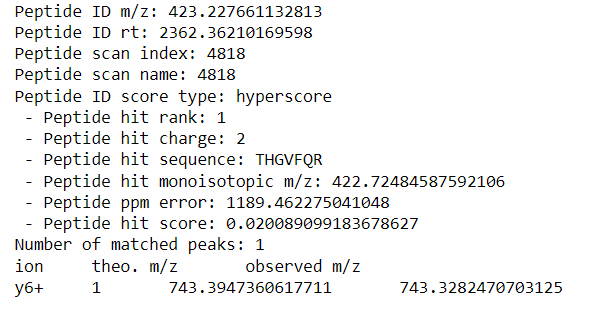 Peptide ID m/z: 423.227661132813
Peptide ID rt: 2362.36210169598
Peptide scan index: 4818
Peptide scan name: 4818
Peptide ID score type: hyperscore
- Peptide hit rank: 1
- Peptide hit charge: 2
- Peptide hit sequence: THGVFQR
- Peptide hit monoisotopic m/z: 422.72484587592106
- Peptide ppm error: 1189.462275041048
- Peptide hit score: 0.020089099183678627
Number of matched peaks: 1
ion theo. m/z observed m/z
y6+ 1 743.3947360617711 743.3282470703125